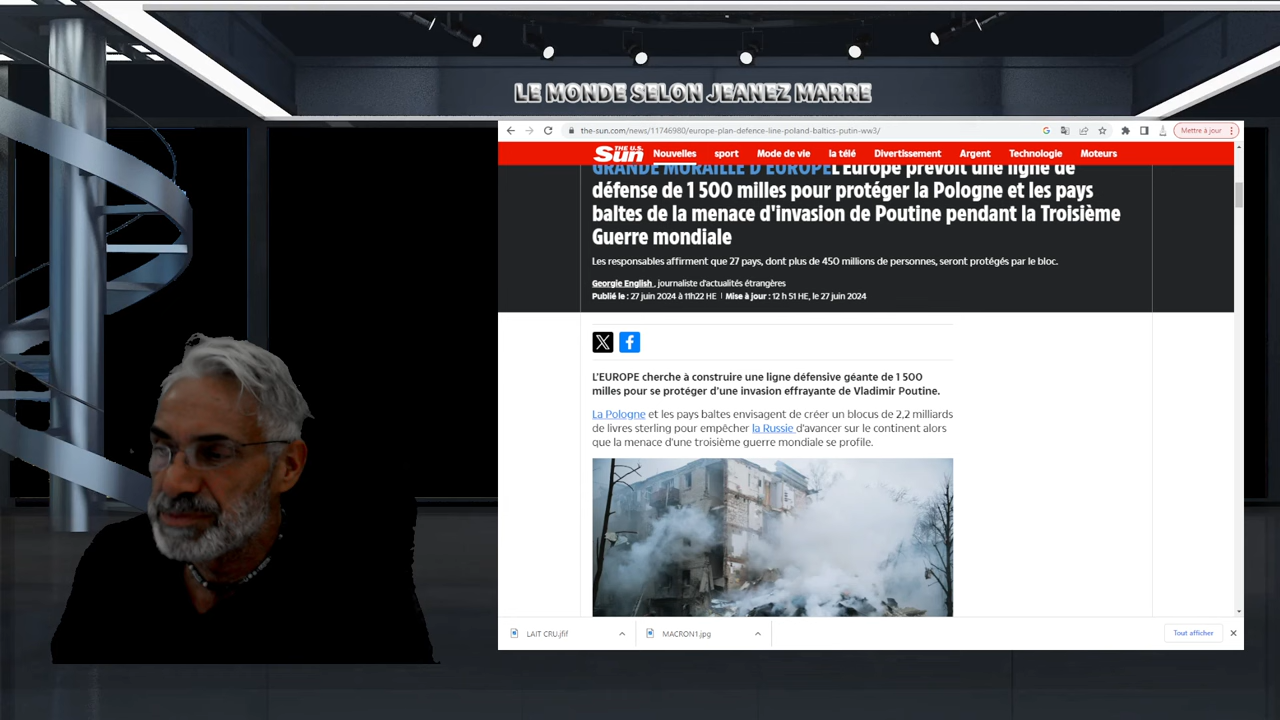 LE MONDE SELON JEANEZ MARRE
the-sun.com/news/11746980/europe-plan-defence-line-poland-baltics-putin-ww3/
Mettre à jour
THE U.S.
Sun
Nouvelles sport Mode de vie la télé Divertissement Argent Technologie Moteurs
GRANDE MURAILLE D'EUROPEL'Europe prévoit une ligne de
défense de 1 500 milles pour protéger la Pologne et les pays
baltes de la menace d'invasion de Poutine pendant la Troisième
Guerre mondiale
Les responsables affirment que 27 pays, dont plus de 450 millions de personnes, seront protégés par le bloc.
Georgie English , journaliste d'actualités étrangères
Publié le : 27 juin 2024 à 11h22 HE | Mise à jour : 12 h 51 HE, le 27 juin 2024
L'EUROPE cherche à construire une ligne défensive géante de 1 500
milles pour se protéger d'une invasion effrayante de Vladimir Poutine.
La Pologne et les pays baltes envisagent de créer un blocus de 2,2 milliards
de livres sterling pour empêcher la Russie d'avancer sur le continent alors
que la menace d'une troisième guerre mondiale se profile.
LAIT CRU.jfif
MACRON1.jpg
Tout afficher